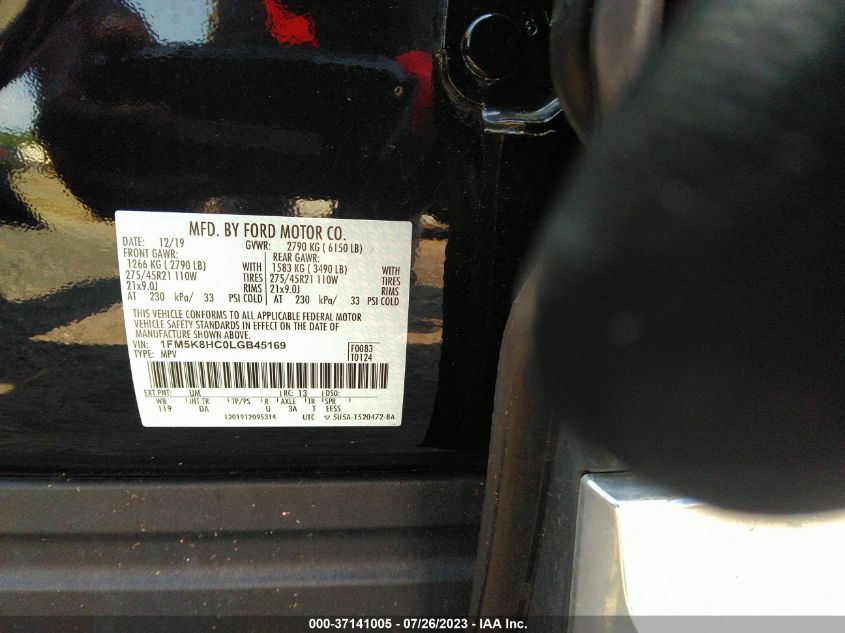 MFD. BY FORD MOTOR CO.
DATE: 12/19 GVWR: 2790 KG ( 6150 LB)
FRONT GAWR: REAR GAWR:
1266 KG ( 2790 LB) WITH 1583 KG ( 3490 LB) WITH
275/45R21 110W TIRES 275/45R21 110W TIRES
21x9.0J RIMS 21x9.0J RIMS
AT 230 kPa/ 33 PSI COLD AT 230 kPa/ 33 PSI COLD
THIS VEHICLE CONFORMS TO ALL APPLICABLE FEDERAL MOTOR
VEHICLE SAFETY STANDARDS IN EFFECT ON THE DATE OF
MANUFACTURE SHOWN ABOVE.
VIN: 1FM5K8HC0LGB45169 F0083
TYPE: MPV T0124
EXT PNT: UM RC: 13 DSO:
WB INT TR TP/PS R AXLE TR SPR
119 DA U 3A T EESS
1201912095314 UTC 5U5A-1520472-BA
000-37141005 | 07/26/2023 - © IAA Inc.